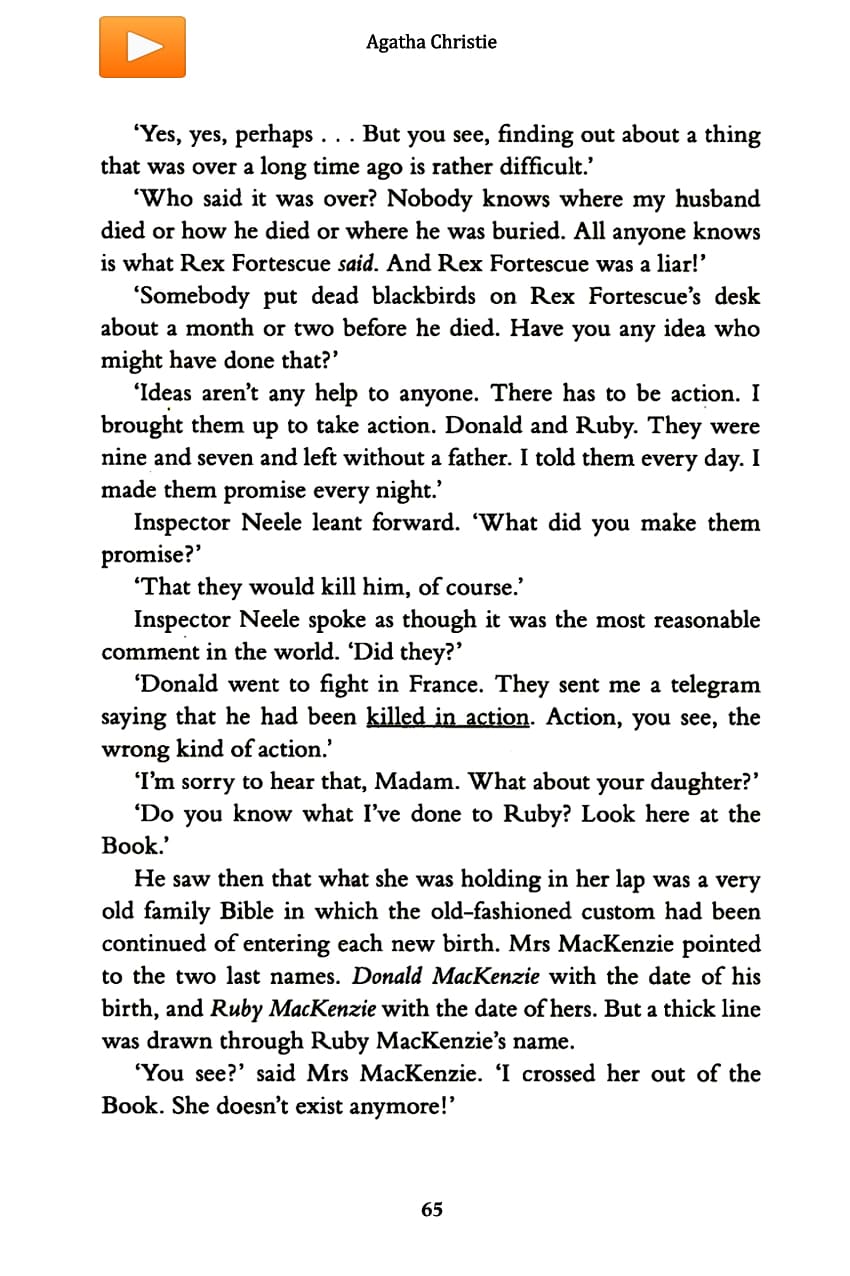 Agatha Christie
‘Yes, yes, perhaps . . . But you see, finding out about a thing
that was over a long time ago is rather difficult.’
‘Who said it was over? Nobody knows where my husband
died or how he died or where he was buried. All anyone knows
is what Rex Fortescue said. And Rex Fortescue was a liar!’
‘Somebody put dead blackbirds on Rex Fortescue’s desk
about a month or two before he died. Have you any idea who
might have done that?’
‘Ideas aren’t any help to anyone. There has to be action. I
brought them up to take action. Donald and Ruby. They were
nine and seven and left without a father. I told them every day. I
made them promise every night.’
Inspector Neele leant forward. ‘What did you make them
promise?’
‘That they would kill him, of course.’
Inspector Neele spoke as though it was the most reasonable
comment in the world. ‘Did they?’
‘Donald went to fight in France. They sent me a telegram
saying that he had been killed in action. Action, you see, the
wrong kind of action.’
‘I’m sorry to hear that, Madam. What about your daughter?’
‘Do you know what I’ve done to Ruby? Look here at the
Book.’
He saw then that what she was holding in her lap was a very
old family Bible in which the old-fashioned custom had been
continued of entering each new birth. Mrs MacKenzie pointed
to the two last names. Donald MacKenzie with the date of his
birth, and Ruby MacKenzie with the date of hers. But a thick line
was drawn through Ruby MacKenzie’s name.
‘You see?’ said Mrs MacKenzie. ‘I crossed her out of the
Book. She doesn’t exist anymore!’
65